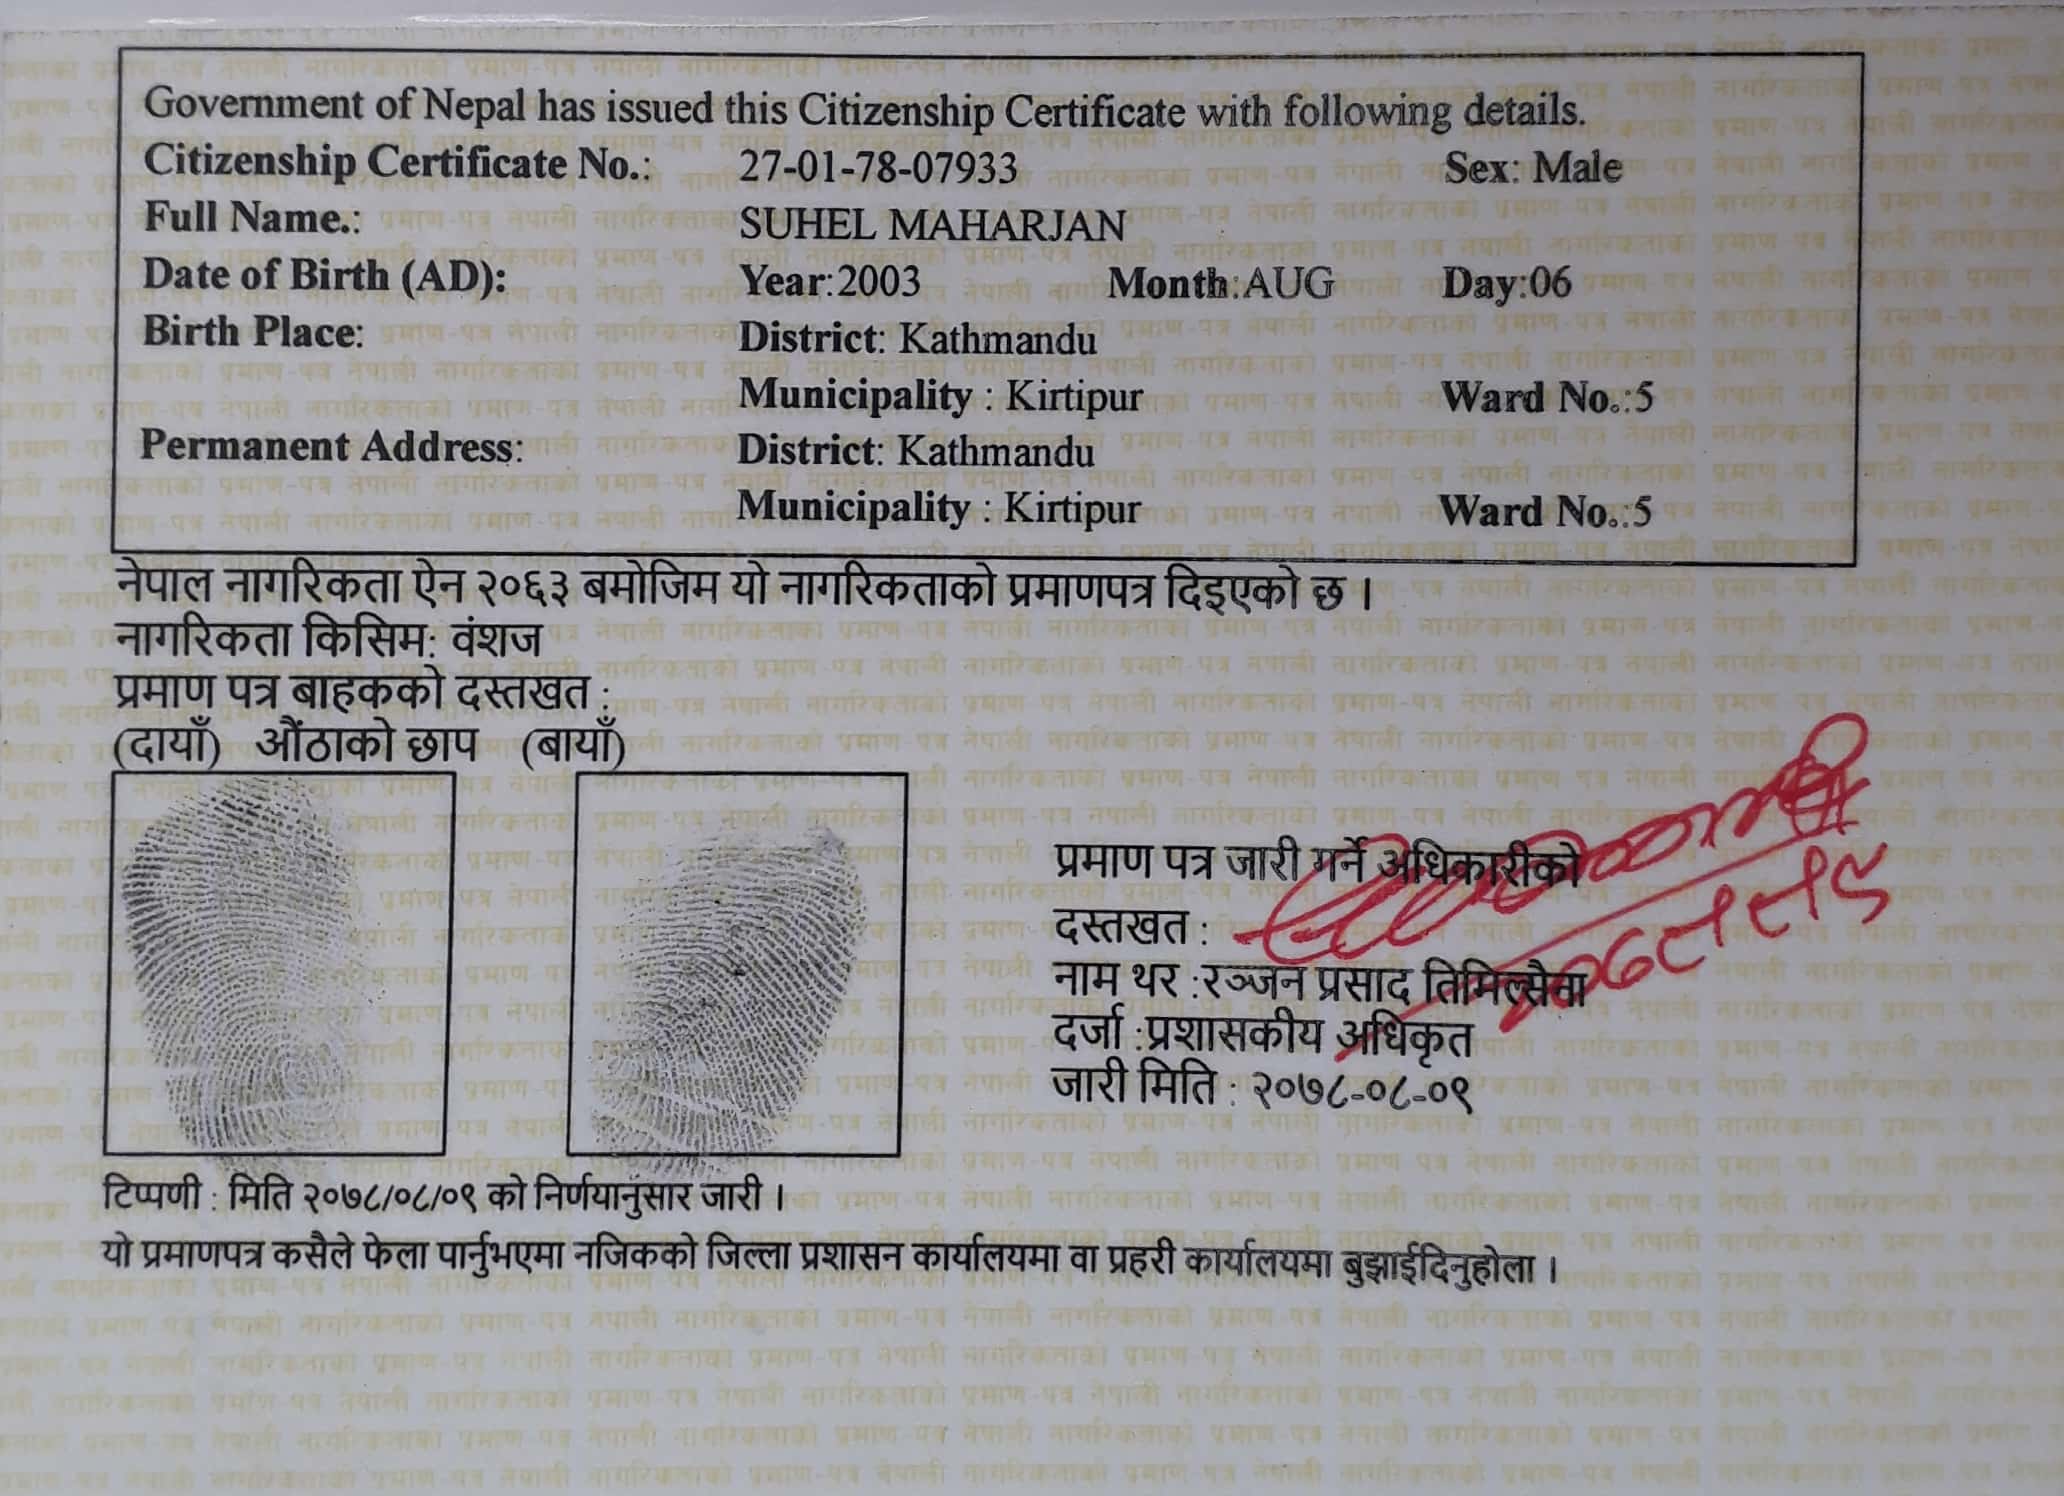 Government of Nepal has issued this Citizenship Certificate with following details.
Citizenship Certificate No.: 27-01-78-07933 Sex: Male
Full Name.: SUHEL MAHARJAN
Date of Birth (AD): Year:2003 Month:AUG Day:06
Birth Place: District: Kathmandu
Municipality : Kirtipur Ward No.:5
Permanent Address: District: Kathmandu
Municipality : Kirtipur Ward No.:5
नेपाल नागरिकता ऐन २०६३ बमोजिम यो नागरिकताको प्रमाणपत्र दिइएको छ ।
नागरिकता किसिम: वंशज
प्रमाण पत्र बाहकको दस्तखत :
(दायाँ) औंठाको छाप (बायाँ)
प्रमाण पत्र जारी गर्ने अधिकारीको
दस्तखत :
नाम थर :रञ्जन प्रसाद तिमिल्सैना
दर्जा :प्रशासकीय अधिकृत
जारी मिति : २०७८-०८-०९
टिप्पणी : मिति २०७८/०८/०९ को निर्णयानुसार जारी ।
यो प्रमाणपत्र कसैले फेला पार्नुभएमा नजिकको जिल्ला प्रशासन कार्यालयमा वा प्रहरी कार्यालयमा बुझाईदिनुहोला ।